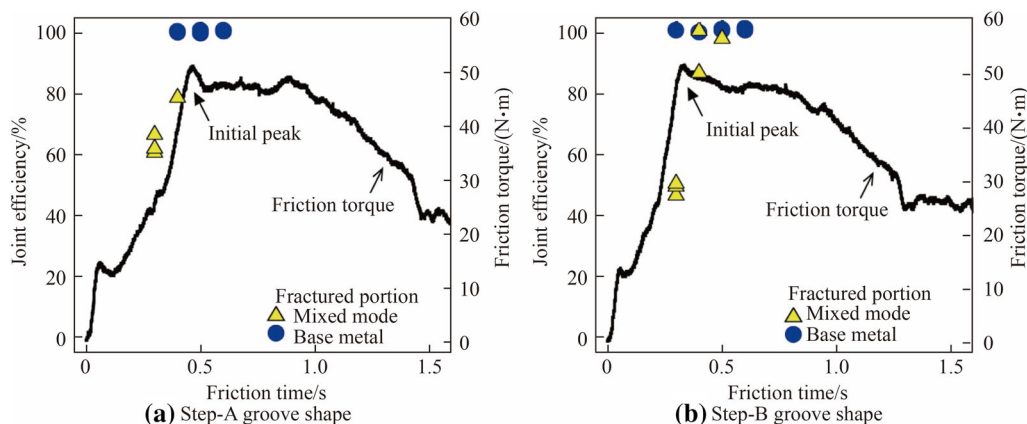 100
80
60
40
20
0
Joint efficiency/%
60
50
40
30
20
10
0
Friction torque/(N•m)
Initial peak
Friction torque
Fractured portion
Mixed mode
Base metal
0 0.5 1.0 1.5
Friction time/s
(a) Step-A groove shape
100
80
60
40
20
0
Joint efficiency/%
60
50
40
30
20
10
0
Friction torque/(N•m)
Initial peak
Friction torque
Fractured portion
Mixed mode
Base metal
0 0.5 1.0 1.5
Friction time/s
(b) Step-B groove shape